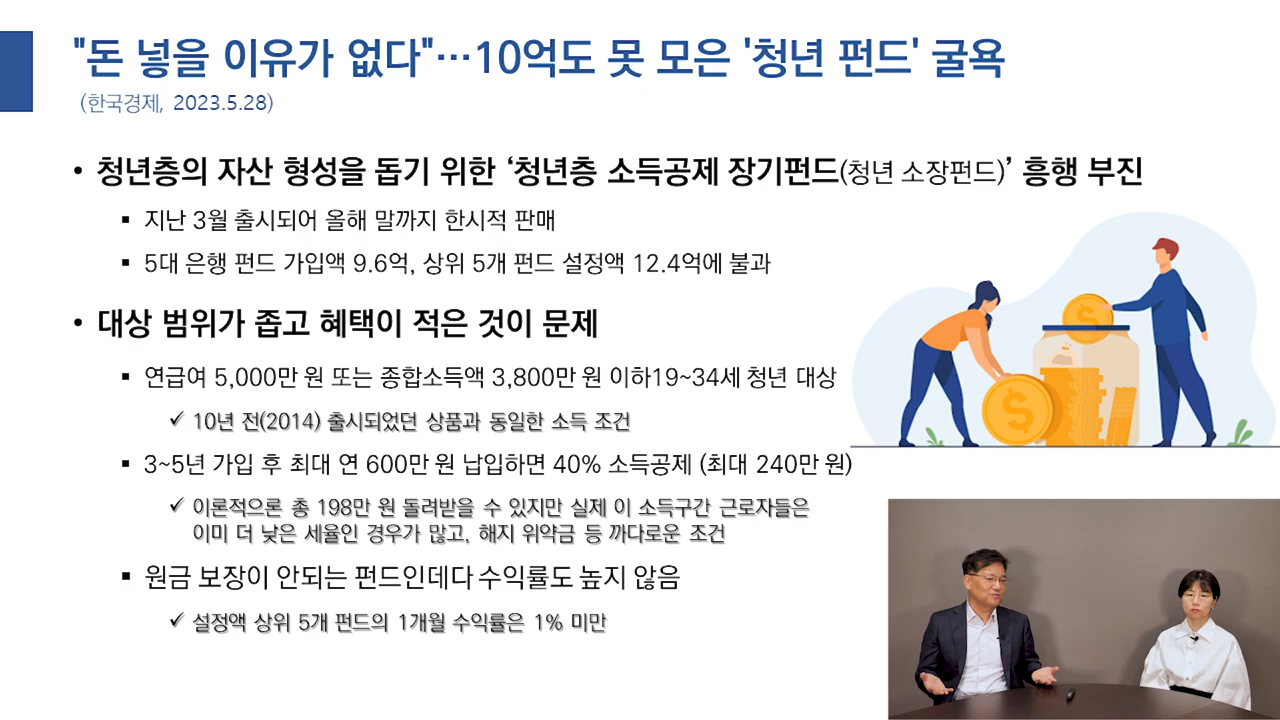 "돈 넣을 이유가 없다"…10억도 못 모은 '청년 펀드' 굴욕
(한국경제, 2023.5.28)
• 청년층의 자산 형성을 돕기 위한 ‘청년층 소득공제 장기펀드(청년 소장펀드)’ 흥행 부진
▪ 지난 3월 출시되어 올해 말까지 한시적 판매
▪ 5대 은행 펀드 가입액 9.6억, 상위 5개 펀드 설정액 12.4억에 불과
• 대상 범위가 좁고 혜택이 적은 것이 문제
▪ 연급여 5,000만 원 또는 종합소득액 3,800만 원 이하19~34세 청년 대상
✓ 10년 전(2014) 출시되었던 상품과 동일한 소득 조건
▪ 3~5년 가입 후 최대 연 600만 원 납입하면 40% 소득공제 (최대 240만 원)
✓ 이론적으론 총 198만 원 돌려받을 수 있지만 실제 이 소득구간 근로자들은
이미 더 낮은 세율인 경우가 많고, 해지 위약금 등 까다로운 조건
▪ 원금 보장이 안되는 펀드인데다 수익률도 높지 않음
✓ 설정액 상위 5개 펀드의 1개월 수익률은 1% 미만